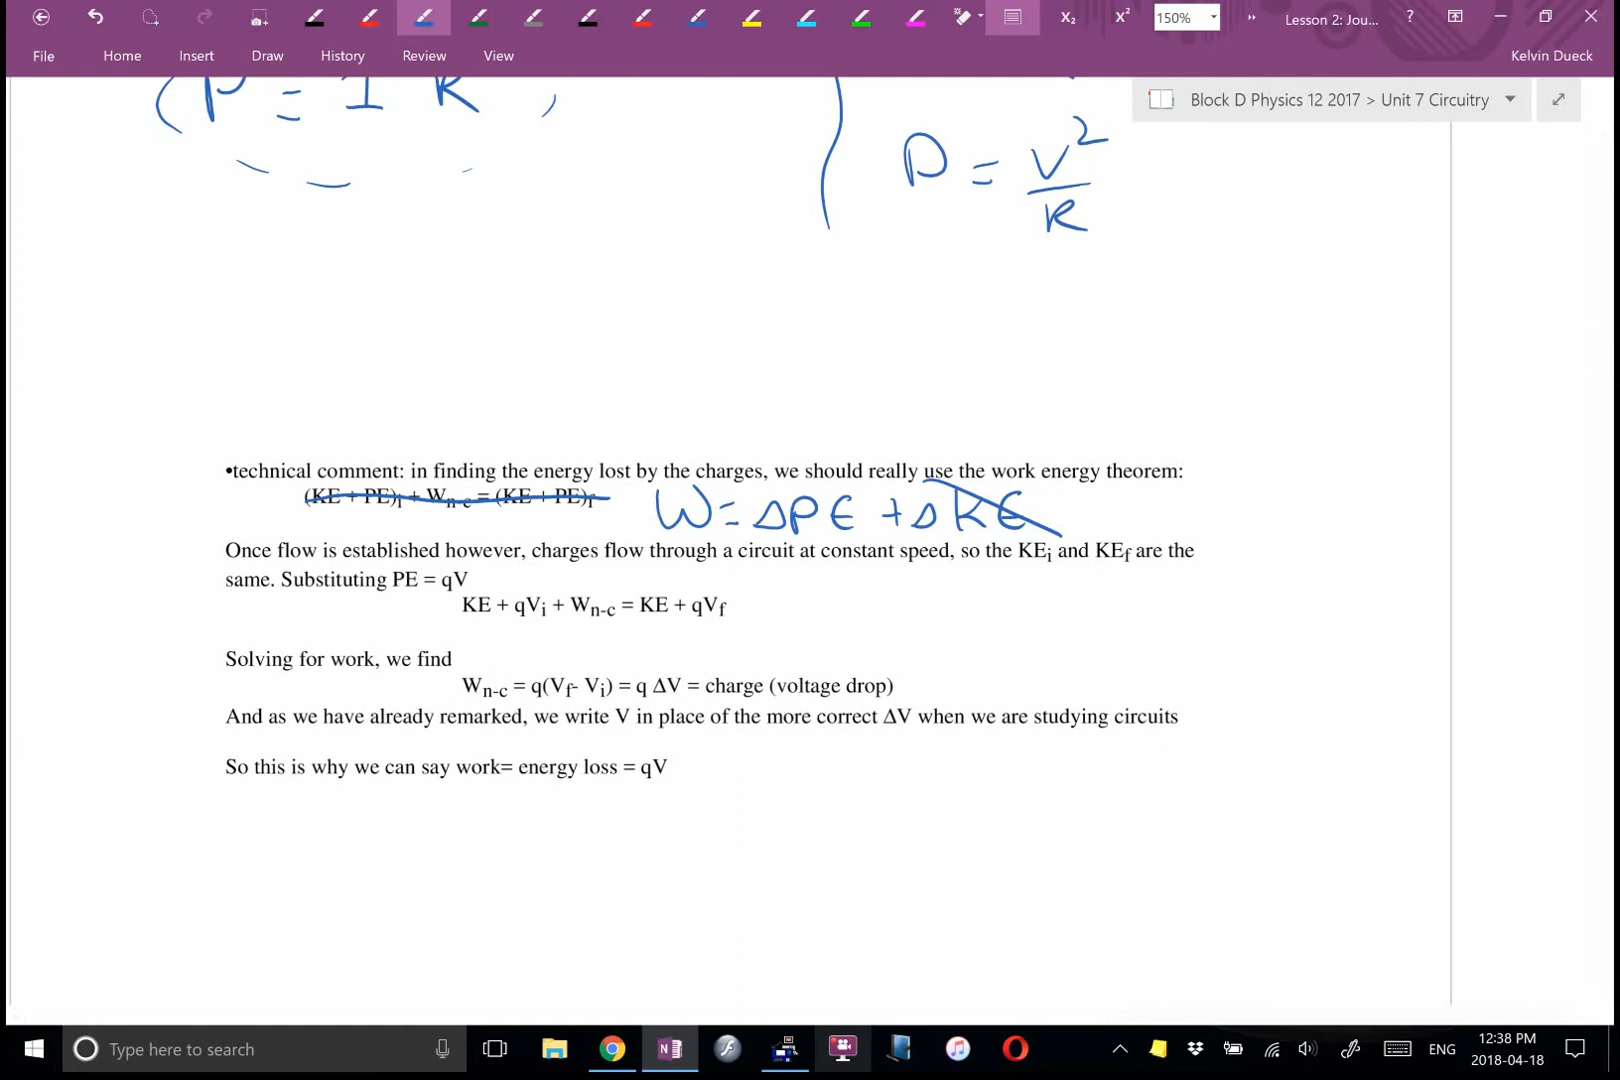 X₂ X² 150% Lesson 2: Jou... ?
File Home Insert Draw History Review View Kelvin Dueck
Block D Physics 12 2017 > Unit 7 Circuitry
P = I R
P = V²/R
•technical comment: in finding the energy lost by the charges, we should really use the work energy theorem:
(KE + PE)i + Wn-c = (KE + PE)f
W = ΔPE + ΔKE
Once flow is established however, charges flow through a circuit at constant speed, so the KEi and KEf are the
same. Substituting PE = qV
KE + qVi + Wn-c = KE + qVf
Solving for work, we find
Wn-c = q(Vf- Vi) = q ΔV = charge (voltage drop)
And as we have already remarked, we write V in place of the more correct ΔV when we are studying circuits
So this is why we can say work= energy loss = qV
Type here to search
N
ENG
12:38 PM
2018-04-18